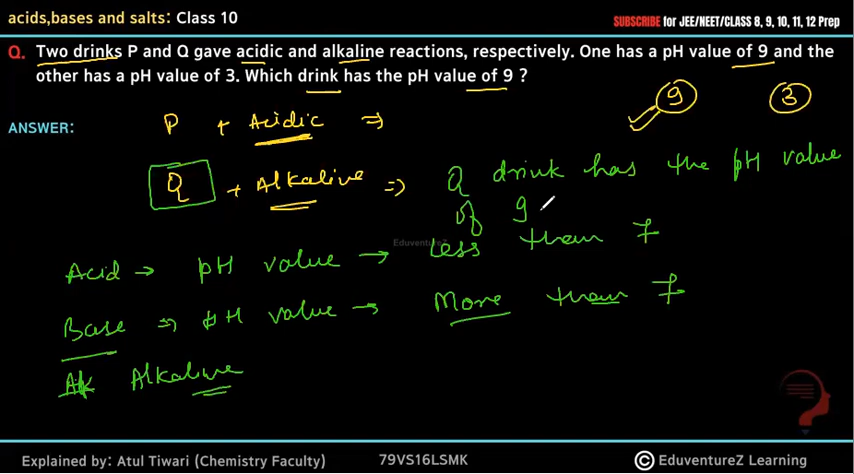 acids,bases and salts: Class 10
SUBSCRIBE for JEE/NEET/CLASS 8, 9, 10, 11, 12 Prep
Q. Two drinks P and Q gave acidic and alkaline reactions, respectively. One has a pH value of 9 and the
other has a pH value of 3. Which drink has the pH value of 9 ?
9 3
ANSWER: P + Acidic ⇒
Q + Alkaline ⇒ Q drink has the pH value
of 9
EduventureZ
Acid → pH value → less than 7
Base ⇒ pH value → More than 7
Alkaline
Explained by: Atul Tiwari (Chemistry Faculty) 79VS16LSMK © EduventureZ Learning